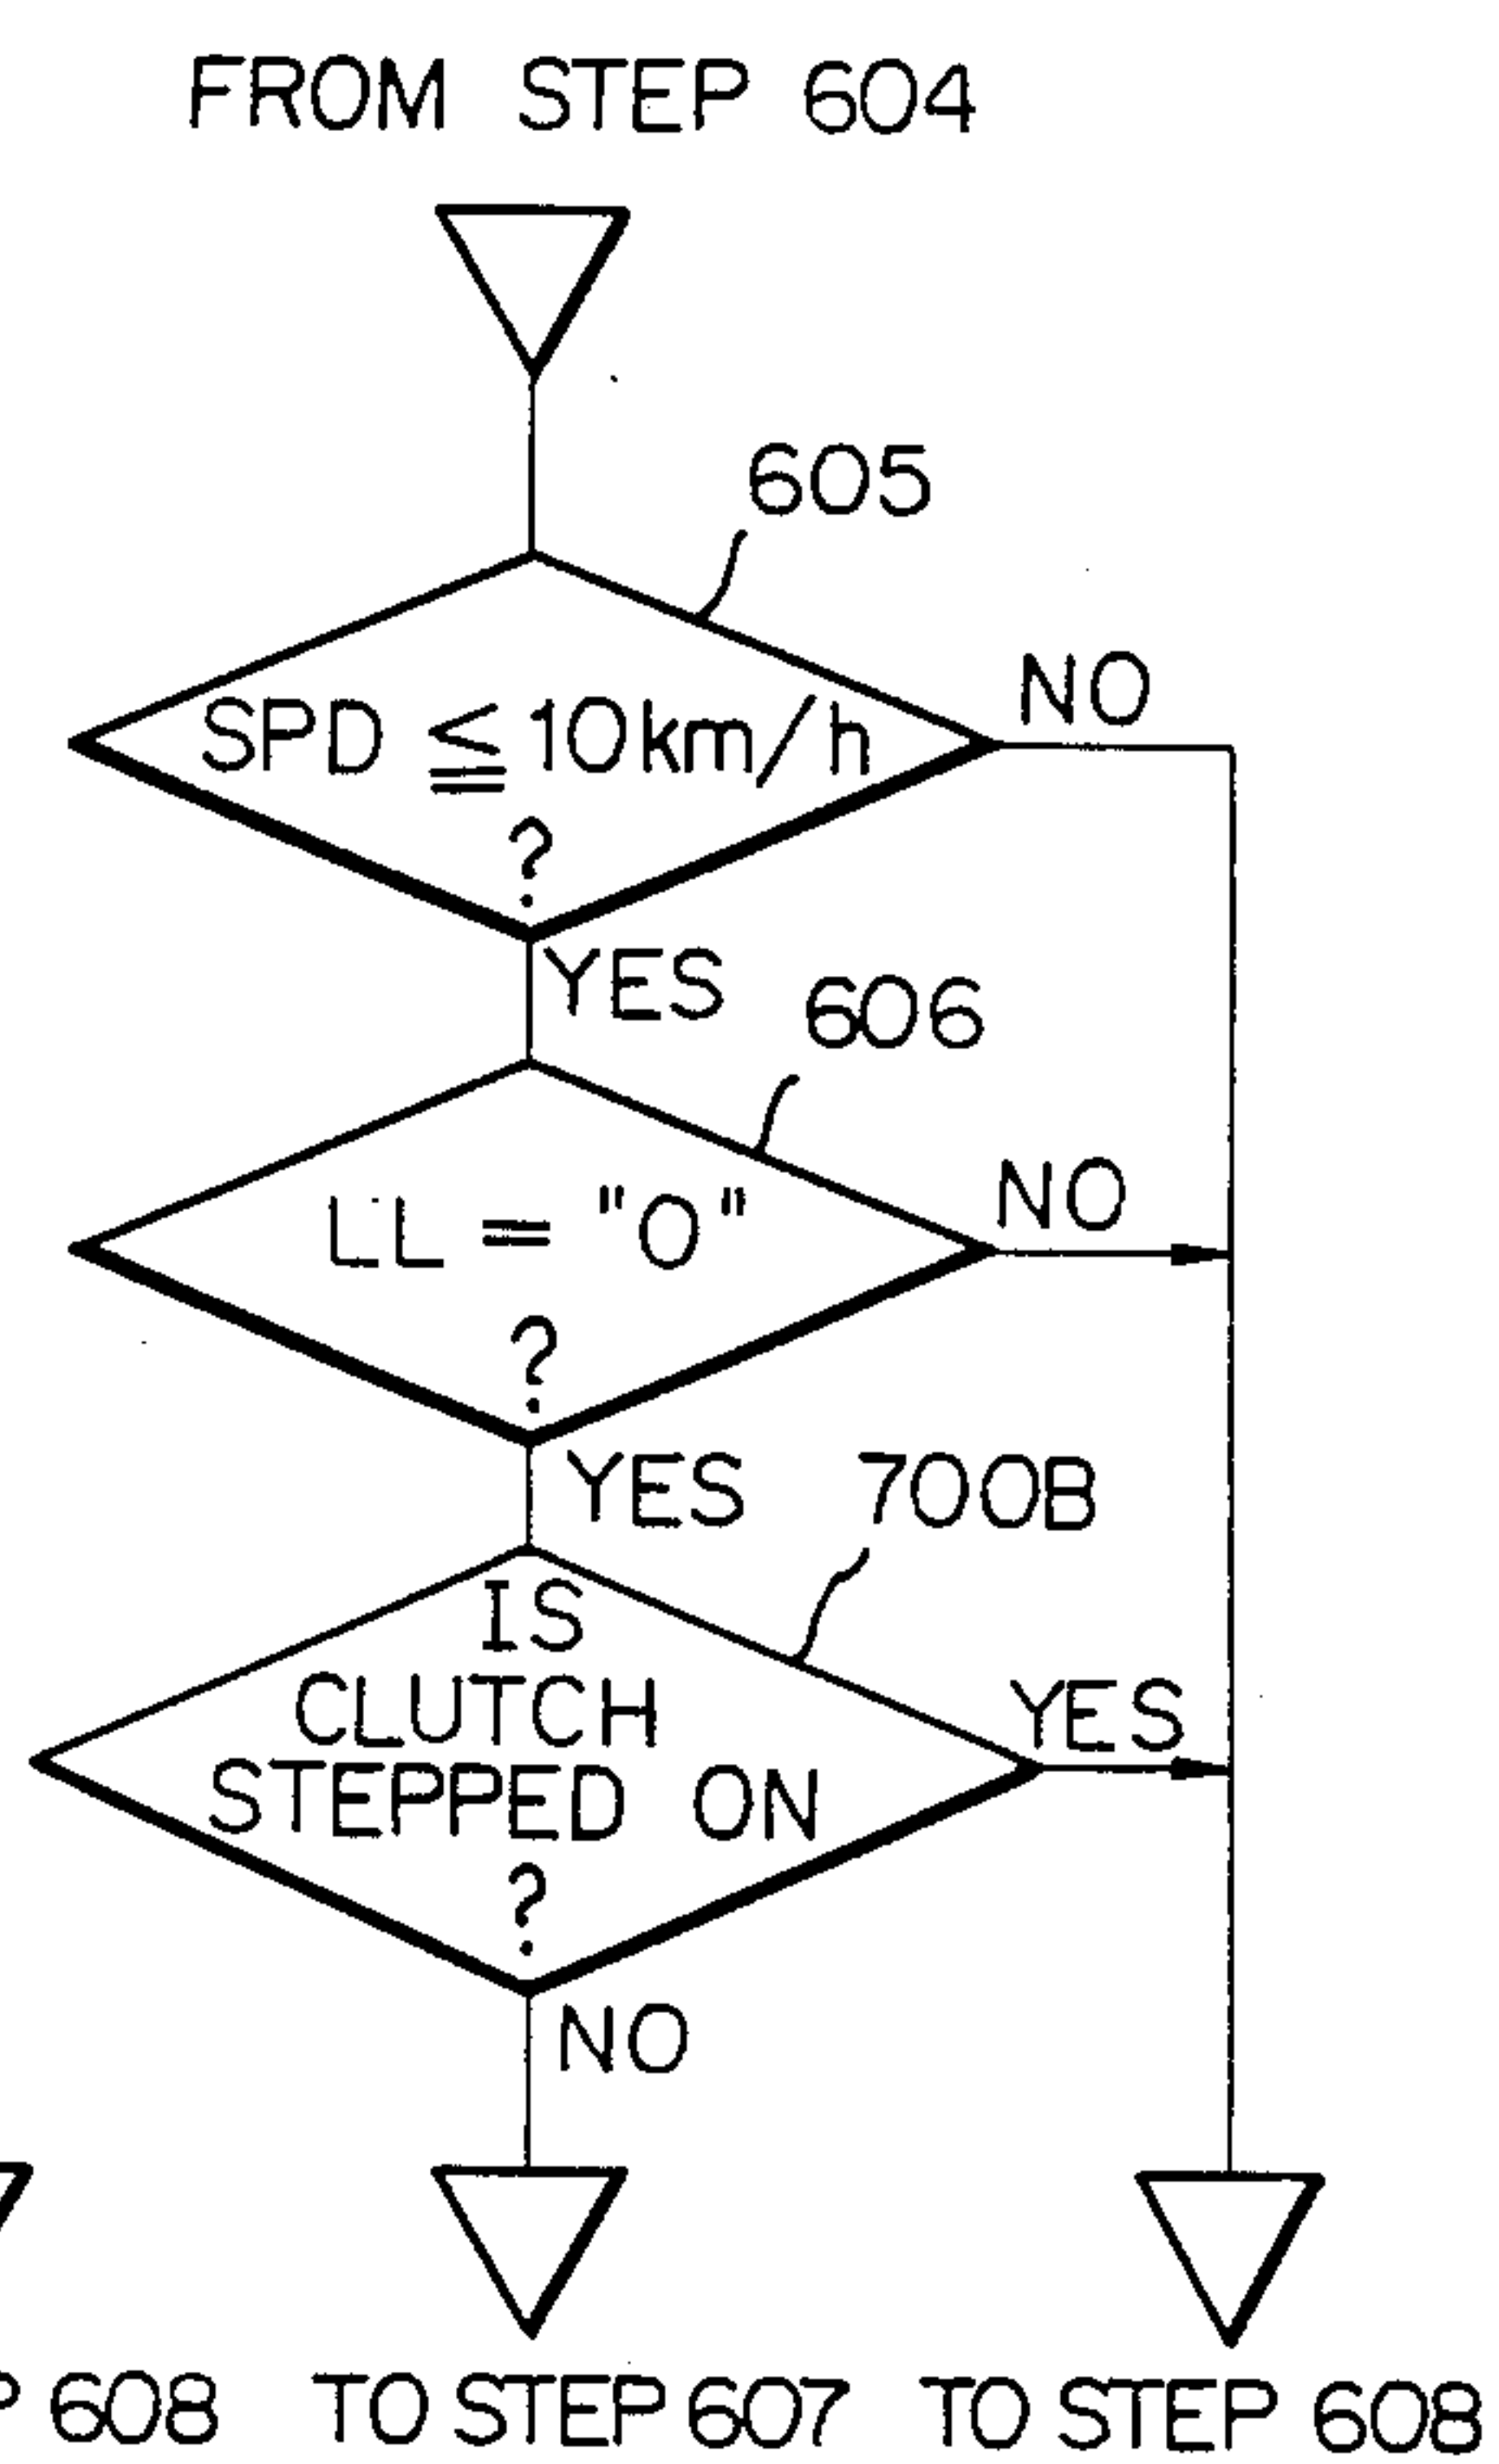 FROM STEP 604
605
SPD ≦ 10km/h
?
NO
YES
606
LL = "0"
?
NO
YES
700B
IS
CLUTCH
STEPPED ON
?
YES
NO
608
TO STEP 607
TO STEP 608